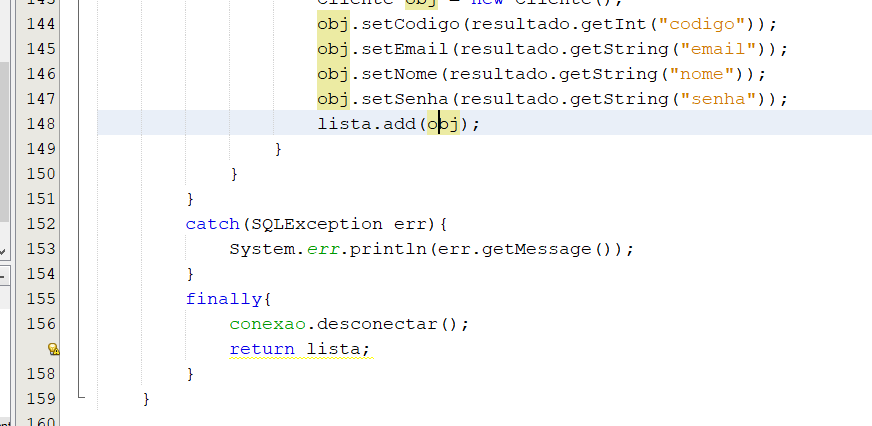 Cliente obj = new Cliente();
144 obj.setCodigo(resultado.getInt("codigo"));
145 obj.setEmail(resultado.getString("email"));
146 obj.setNome(resultado.getString("nome"));
147 obj.setSenha(resultado.getString("senha"));
148 lista.add(obj);
149 }
150 }
151 }
152 catch(SQLException err){
153 System.err.println(err.getMessage());
154 }
155 finally{
156 conexao.desconectar();
return lista;
158 }
159 }
160